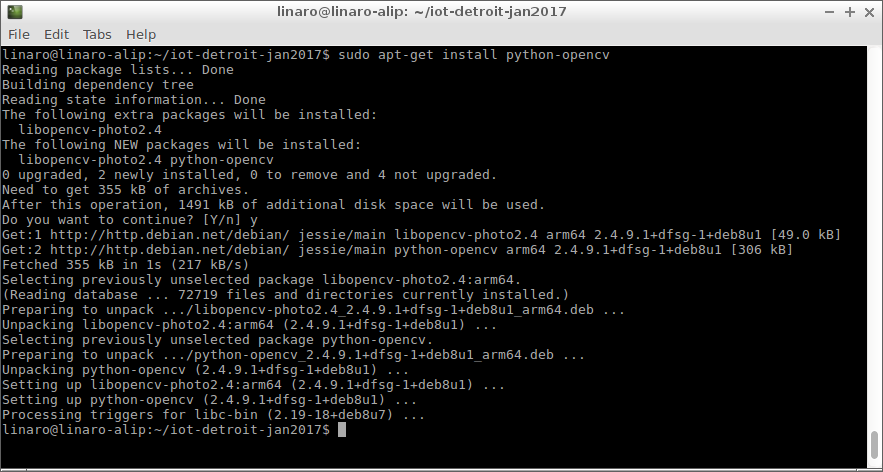 linaro@linaro-alip: ~/iot-detroit-jan2017
File Edit Tabs Help
linaro@linaro-alip:~/iot-detroit-jan2017$ sudo apt-get install python-opencv
Reading package lists... Done
Building dependency tree
Reading state information... Done
The following extra packages will be installed:
  libopencv-photo2.4
The following NEW packages will be installed:
  libopencv-photo2.4 python-opencv
0 upgraded, 2 newly installed, 0 to remove and 4 not upgraded.
Need to get 355 kB of archives.
After this operation, 1491 kB of additional disk space will be used.
Do you want to continue? [Y/n] y
Get:1 http://http.debian.net/debian/ jessie/main libopencv-photo2.4 arm64 2.4.9.1+dfsg-1+deb8u1 [49.0 kB]
Get:2 http://http.debian.net/debian/ jessie/main python-opencv arm64 2.4.9.1+dfsg-1+deb8u1 [306 kB]
Fetched 355 kB in 1s (217 kB/s)
Selecting previously unselected package libopencv-photo2.4:arm64.
(Reading database ... 72719 files and directories currently installed.)
Preparing to unpack .../libopencv-photo2.4_2.4.9.1+dfsg-1+deb8u1_arm64.deb ...
Unpacking libopencv-photo2.4:arm64 (2.4.9.1+dfsg-1+deb8u1) ...
Selecting previously unselected package python-opencv.
Preparing to unpack .../python-opencv_2.4.9.1+dfsg-1+deb8u1_arm64.deb ...
Unpacking python-opencv (2.4.9.1+dfsg-1+deb8u1) ...
Setting up libopencv-photo2.4:arm64 (2.4.9.1+dfsg-1+deb8u1) ...
Setting up python-opencv (2.4.9.1+dfsg-1+deb8u1) ...
Processing triggers for libc-bin (2.19-18+deb8u7) ...
linaro@linaro-alip:~/iot-detroit-jan2017$